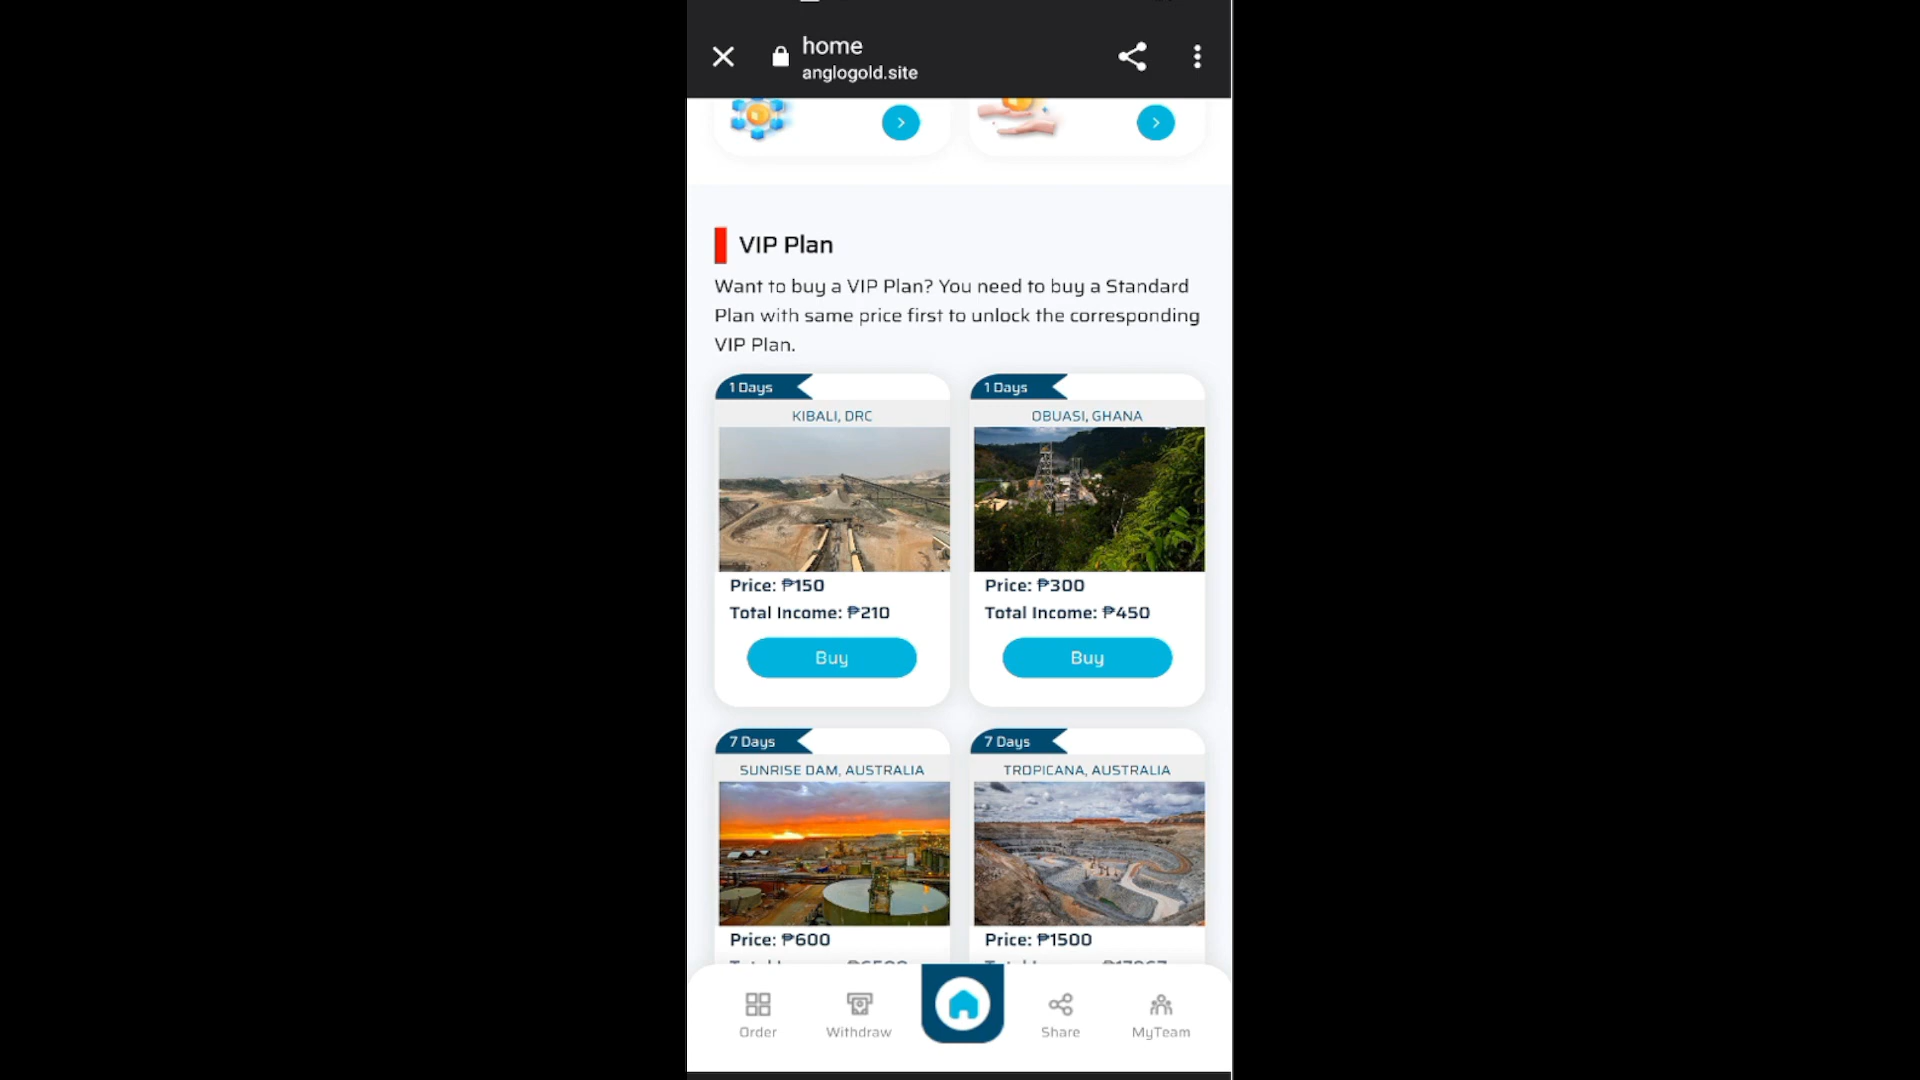 home
anglogold.site
VIP Plan
Want to buy a VIP Plan? You need to buy a Standard
Plan with same price first to unlock the corresponding
VIP Plan.
1 Days
1 Days
KIBALI, DRC
OBUASI, GHANA
Price: ₱150
Price: ₱300
Total Income: ₱210
Total Income: ₱450
Buy
Buy
7 Days
7 Days
SUNRISE DAM, AUSTRALIA
TROPICANA, AUSTRALIA
Price: ₱600
Price: ₱1500
Order
Withdraw
Share
MyTeam